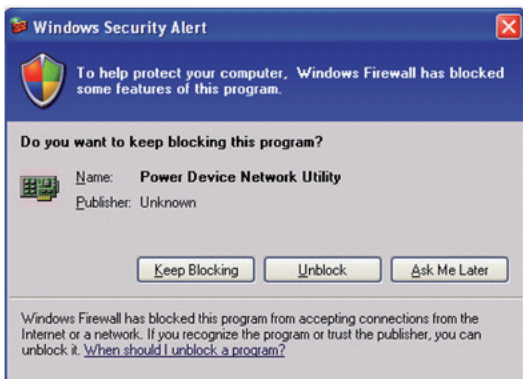 Windows Security Alert
To help protect your computer, Windows Firewall has blocked
some features of this program.
Do you want to keep blocking this program?
Name: Power Device Network Utility
Publisher: Unknown
Keep Blocking Unblock Ask Me Later
Windows Firewall has blocked this program from accepting connections from the
Internet or a network. If you recognize the program or trust the publisher, you can
unblock it. When should I unblock a program?